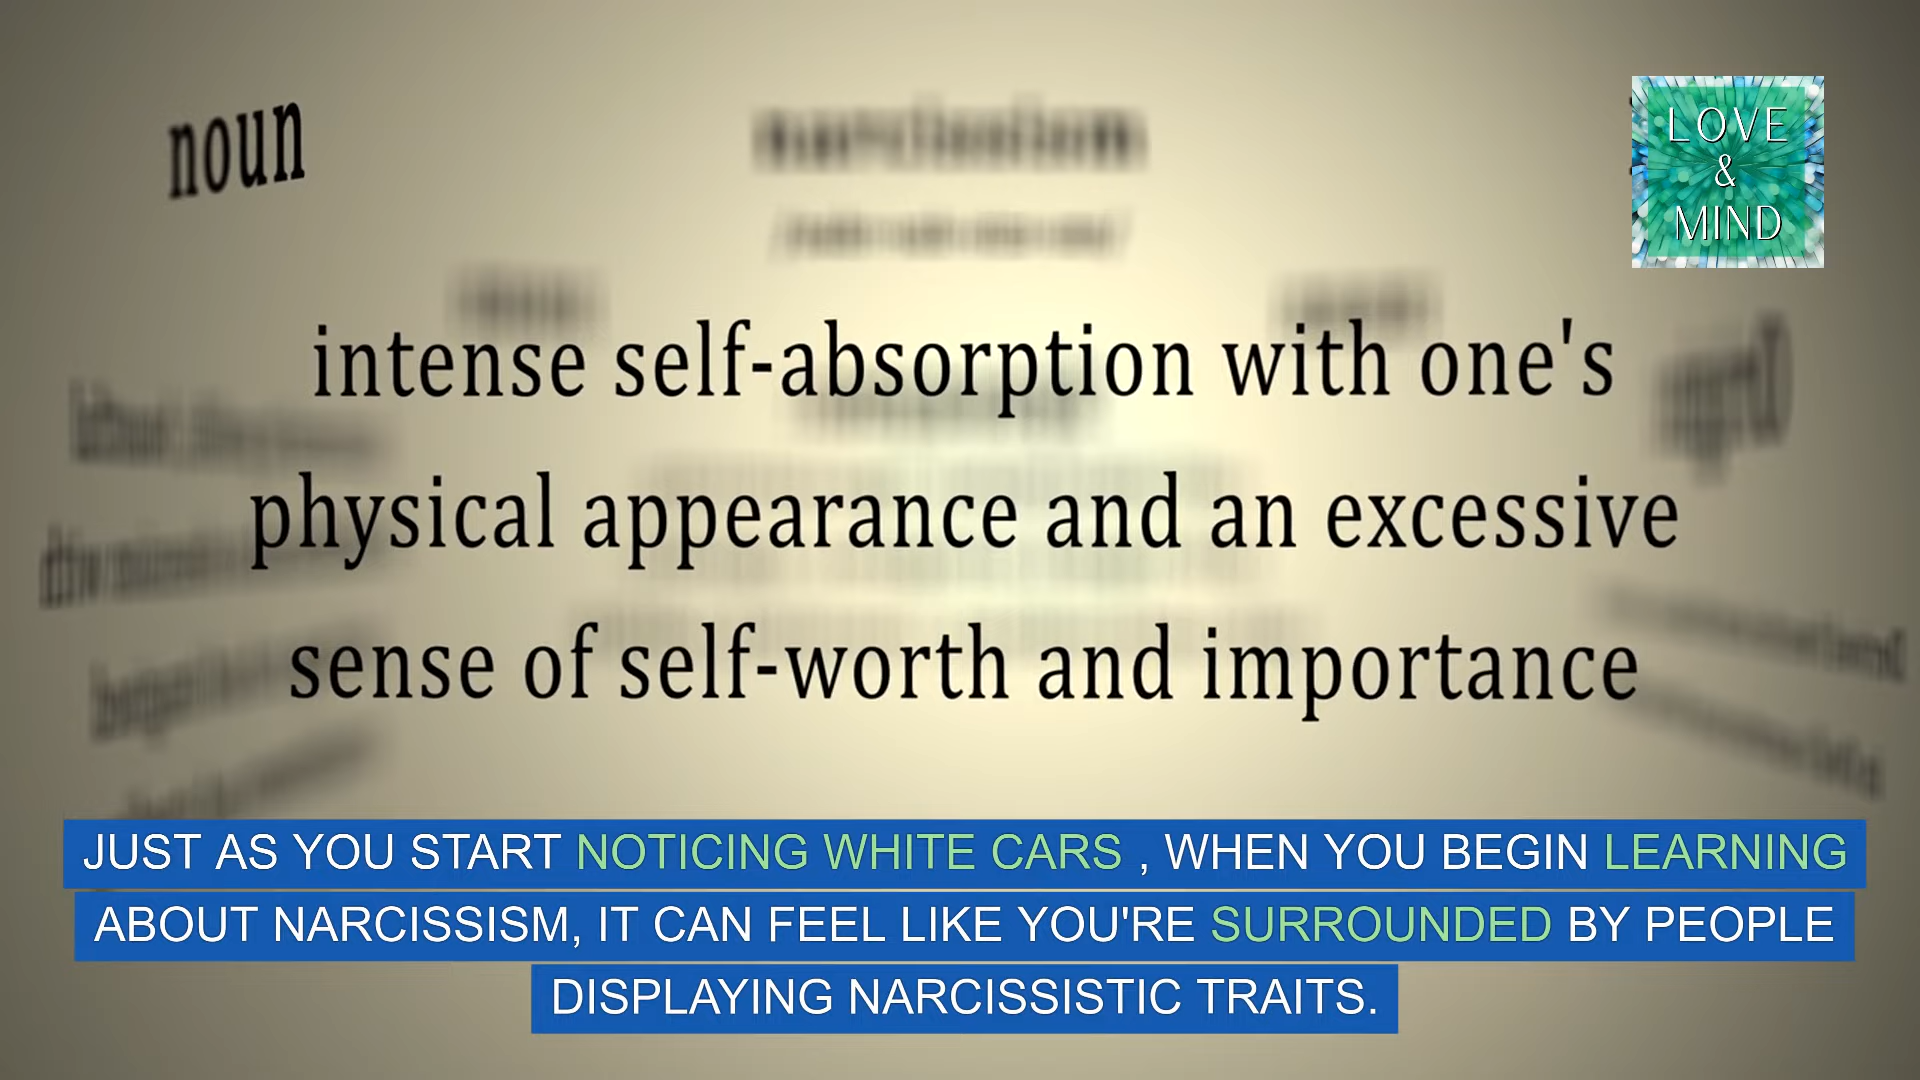 noun
LOVE
&
MIND
intense self-absorption with one's
physical appearance and an excessive
sense of self-worth and importance
JUST AS YOU START NOTICING WHITE CARS , WHEN YOU BEGIN LEARNING
ABOUT NARCISSISM, IT CAN FEEL LIKE YOU'RE SURROUNDED BY PEOPLE
DISPLAYING NARCISSISTIC TRAITS.